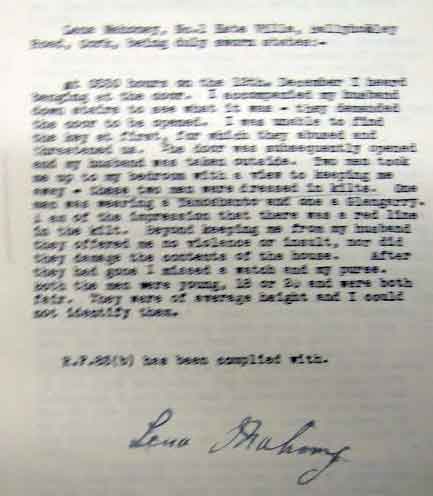 Lena Mahoney, No.1 Kate Ville, Ballyhooley
Road, Cork, being duly sworn states:-
at hours on the 12th. December I heard
banging at the door. I accompanied my husband
down stairs to see what it was - they demanded
the door to be opened. I was unable to find
the key at first, for which they abused and
threatened us. The door was subsequently opened
and my husband was taken outside. Two men took
me up to my bedroom with a view to keeping me
away - these two men were dressed in kilts. One
man was wearing a Tamoshanto and one a Glengarry.
I am of the impression that there was a red line
in the kilt. Beyond keeping me from my husband
they offered me no violence or insult, nor did
they damage the contents of the house. After
they had gone I missed a watch and my purse.
Both the men were young, 18 or 20 and were both
fair. They were of average height and I could
not identify them.
has been complied with.
Lena Mahony